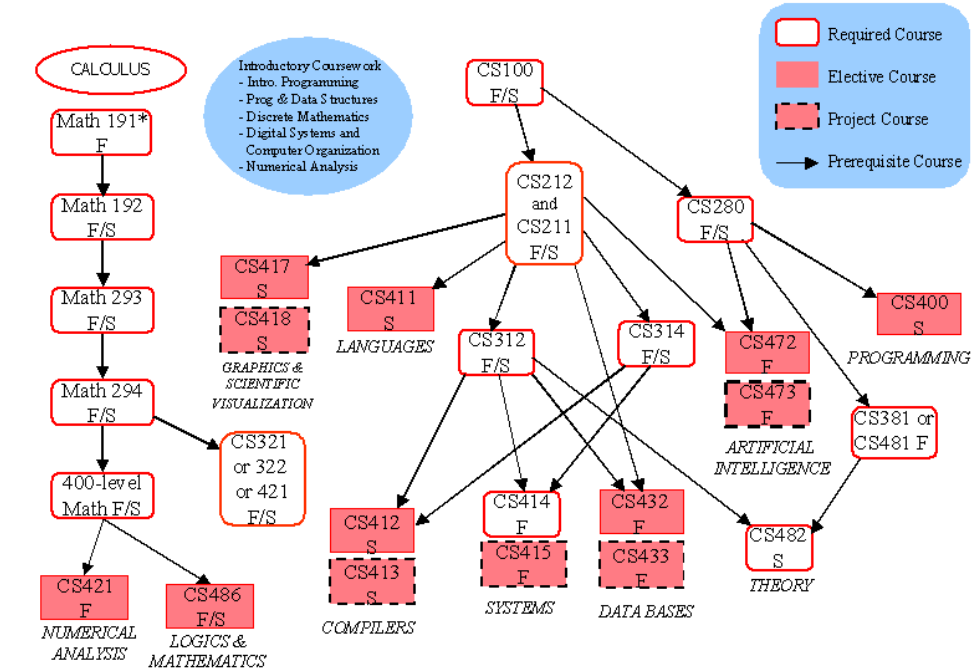 CALCULUS
Math 191*
F
Math 192
F/S
Math 293
F/S
Math 294
F/S
400-level
Math F/S
CS321
or 322
or 421
F/S
CS421
F
NUMERICAL
ANALYSIS
CS486
F/S
LOGICS &
MATHEMATICS
Introductory Coursework
- Intro. Programming
- Prog & Data Structures
- Discrete Mathematics
- Digital Systems and
Computer Organization
- Numerical Analysis
CS100
F/S
CS212
and
CS211
F/S
CS280
F/S
CS417
S
CS418
S
GRAPHICS &
SCIENTIFIC
VISUALIZATION
CS411
S
LANGUAGES
CS312
F/S
CS314
F/S
CS472
F
CS473
F
ARTIFICIAL
INTELLIGENCE
CS400
S
PROGRAMMING
CS381 or
CS481 F
CS412
S
CS413
S
COMPILERS
CS414
F
CS415
F
SYSTEMS
CS432
F
CS433
F
DATA BASES
CS482
S
THEORY
Required Course
Elective Course
Project Course
Prerequisite Course